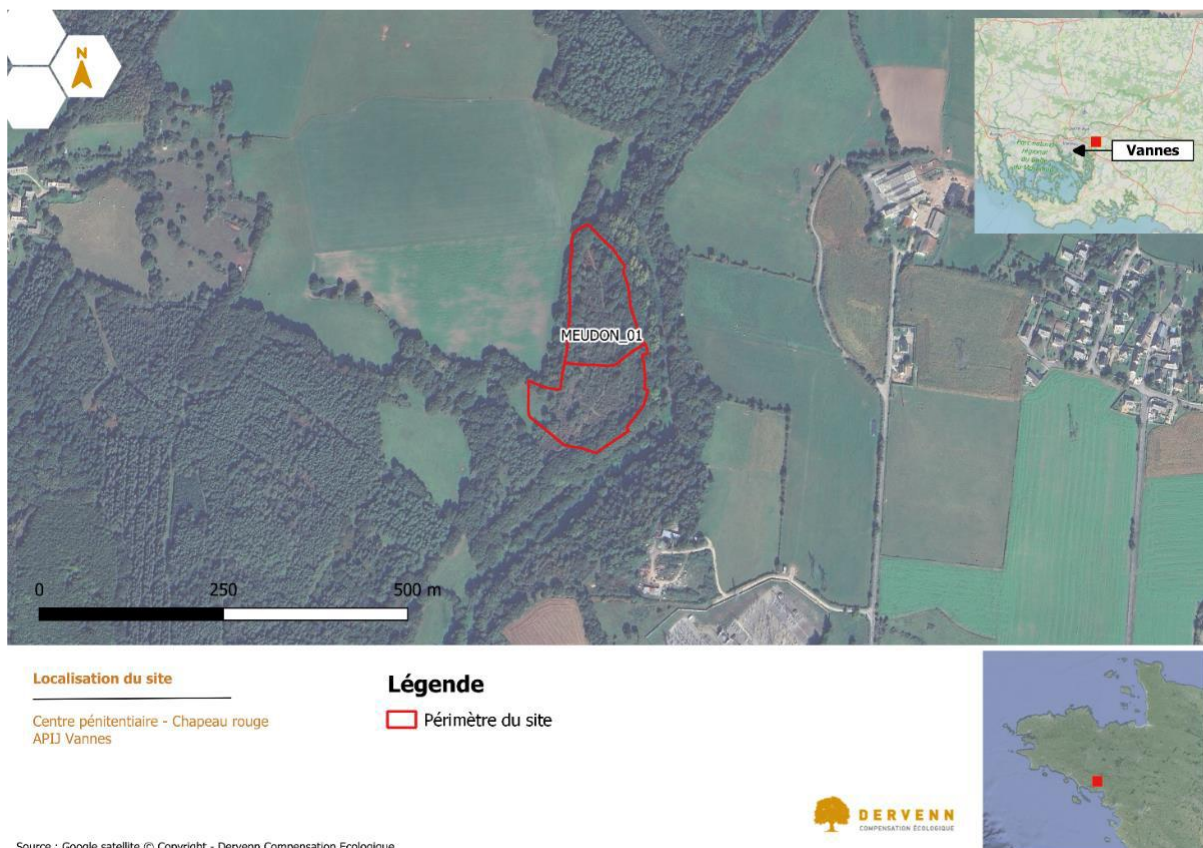 N
Vannes
MEUDON_01
0 250 500 m
Localisation du site
Centre pénitentiaire - Chapeau rouge
APIJ Vannes
Légende
Périmètre du site
DERVENN
COMPENSATION ÉCOLOGIQUE
Source : Google satellite © Copyright - Dervenn Compensation Ecologique